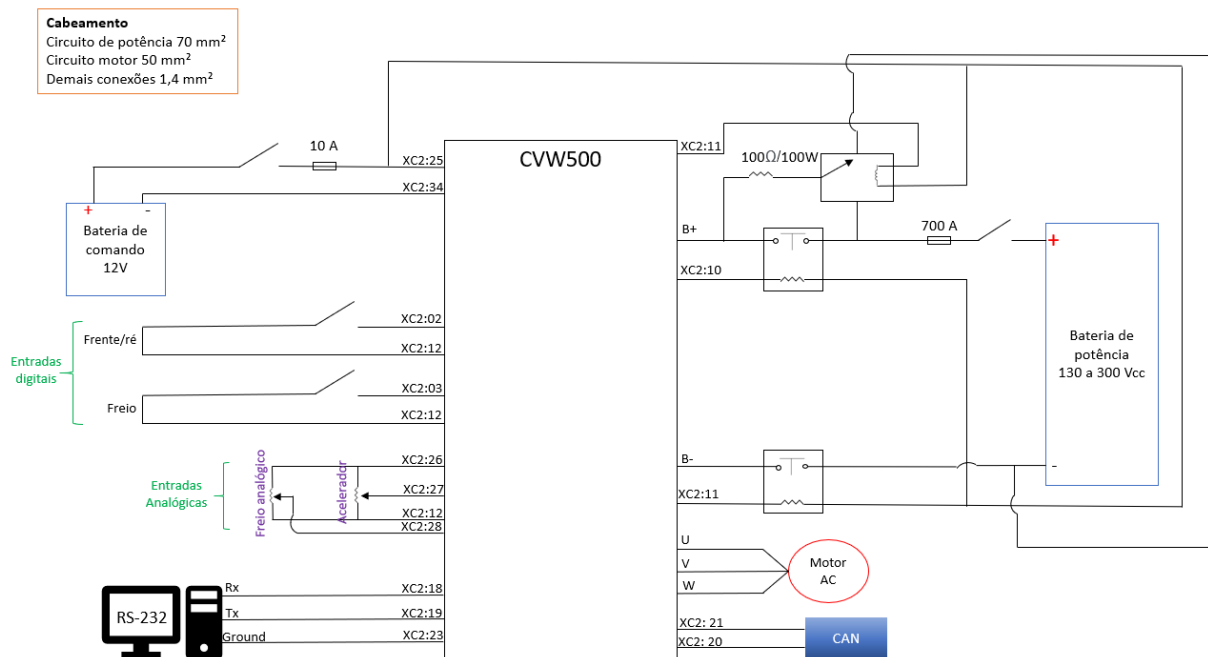 Cabeamento
Circuito de potência 70 mm²
Circuito motor 50 mm²
Demais conexões 1,4 mm²
10 A
XC2:25
XC2:34
+ -
Bateria de
comando
12V
CVW500
XC2:11
100Ω/100W
B+
700 A
XC2:10
+
Bateria de
potência
130 a 300 Vcc
-
Entradas
digitais
Frente/ré
XC2:02
XC2:12
Freio
XC2:03
XC2:12
Entradas
Analógicas
Freio analógico
Acelerador
XC2:26
XC2:27
XC2:12
XC2:28
B-
XC2:11
U
V
W
Motor
AC
RS-232
Rx
XC2:18
Tx
XC2:19
Ground
XC2:23
XC2: 21
XC2: 20
CAN